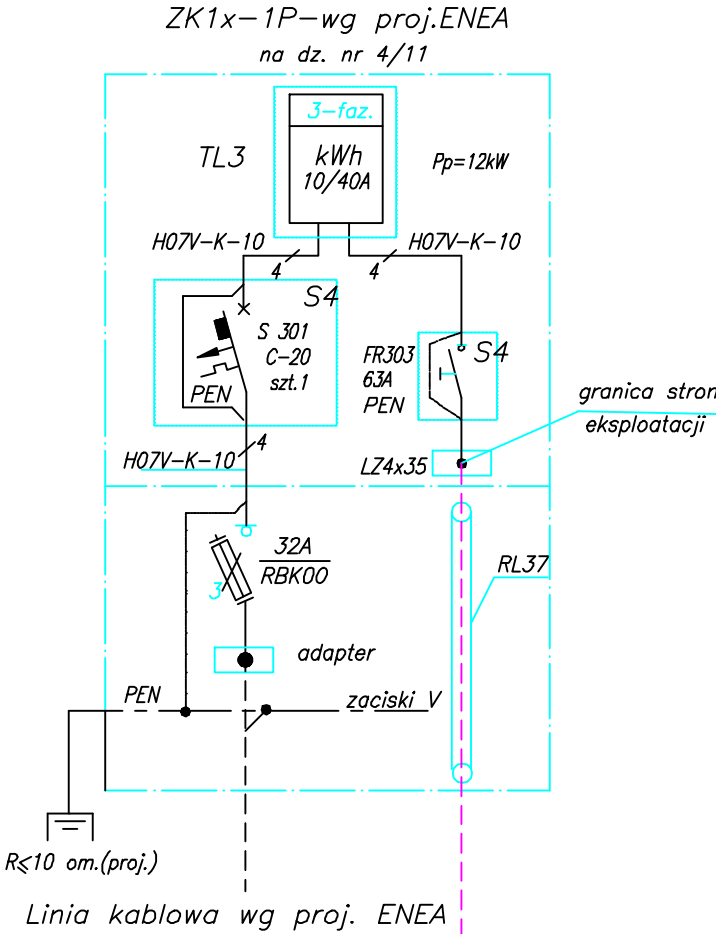 ZK1x-1P-wg proj.ENEA
na dz. nr 4/11
3-faz.
TL3
kWh
10/40A
Pp=12kW
H07V-K-10
H07V-K-10
4
4
S4
S 301
C-20
szt.1
PEN
FR303
63A
PEN
S4
granica stron
eksploatacji
4
H07V-K-10
LZ4x35
32A
RBK00
3
RL37
adapter
PEN
zaciski V
R≤10 om.(proj.)
Linia kablowa wg proj. ENEA